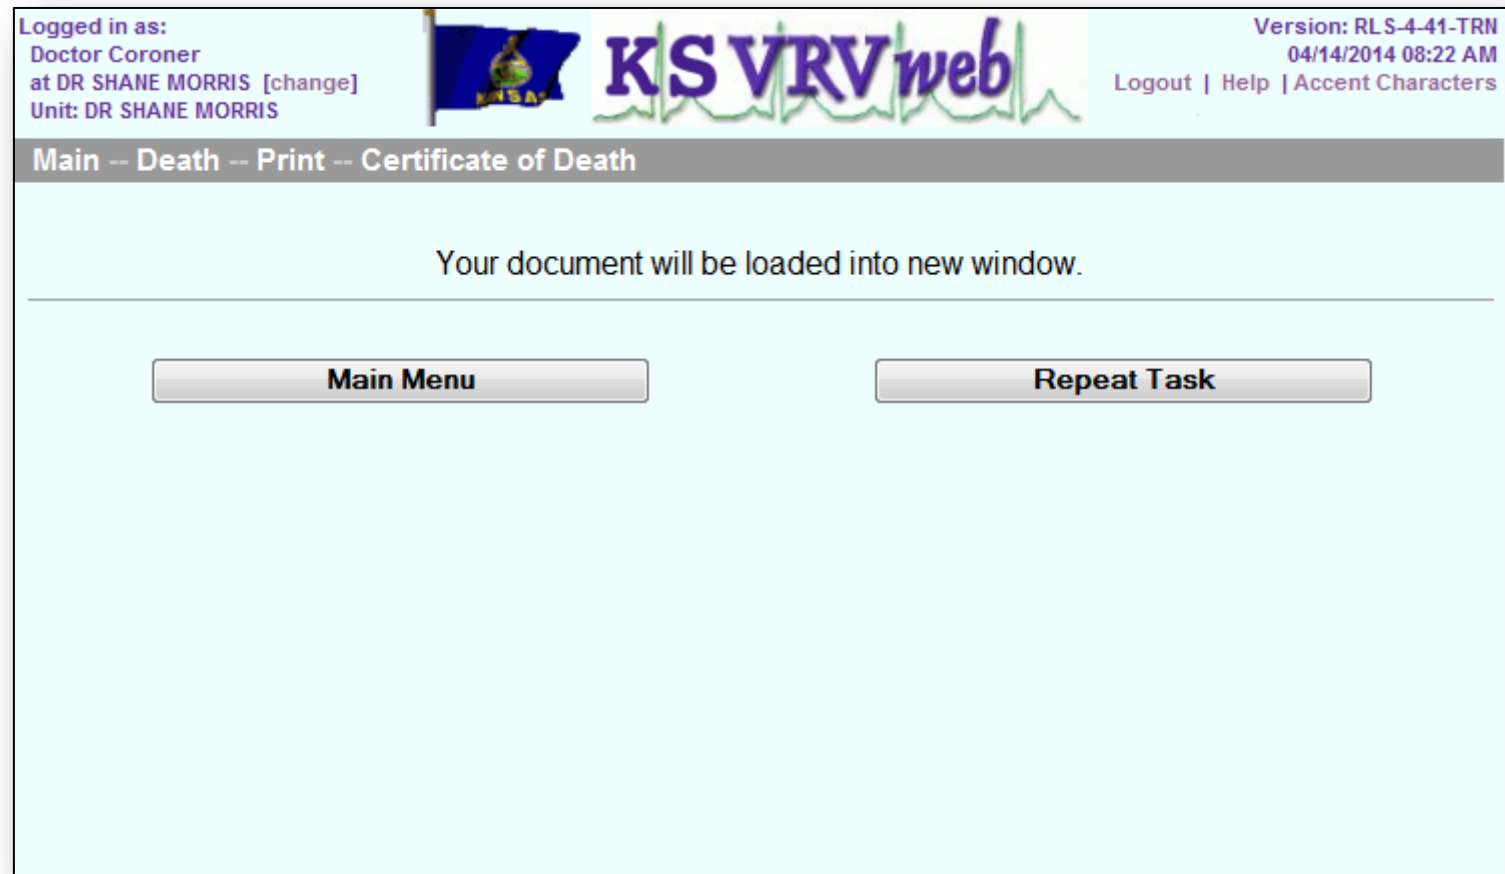 Logged in as:
Doctor Coroner
at DR SHANE MORRIS [change]
Unit: DR SHANE MORRIS
KANSAS
KS VRVweb
Version: RLS-4-41-TRN
04/14/2014 08:22 AM
Logout | Help | Accent Characters
Main -- Death -- Print -- Certificate of Death
Your document will be loaded into new window.
Main Menu
Repeat Task